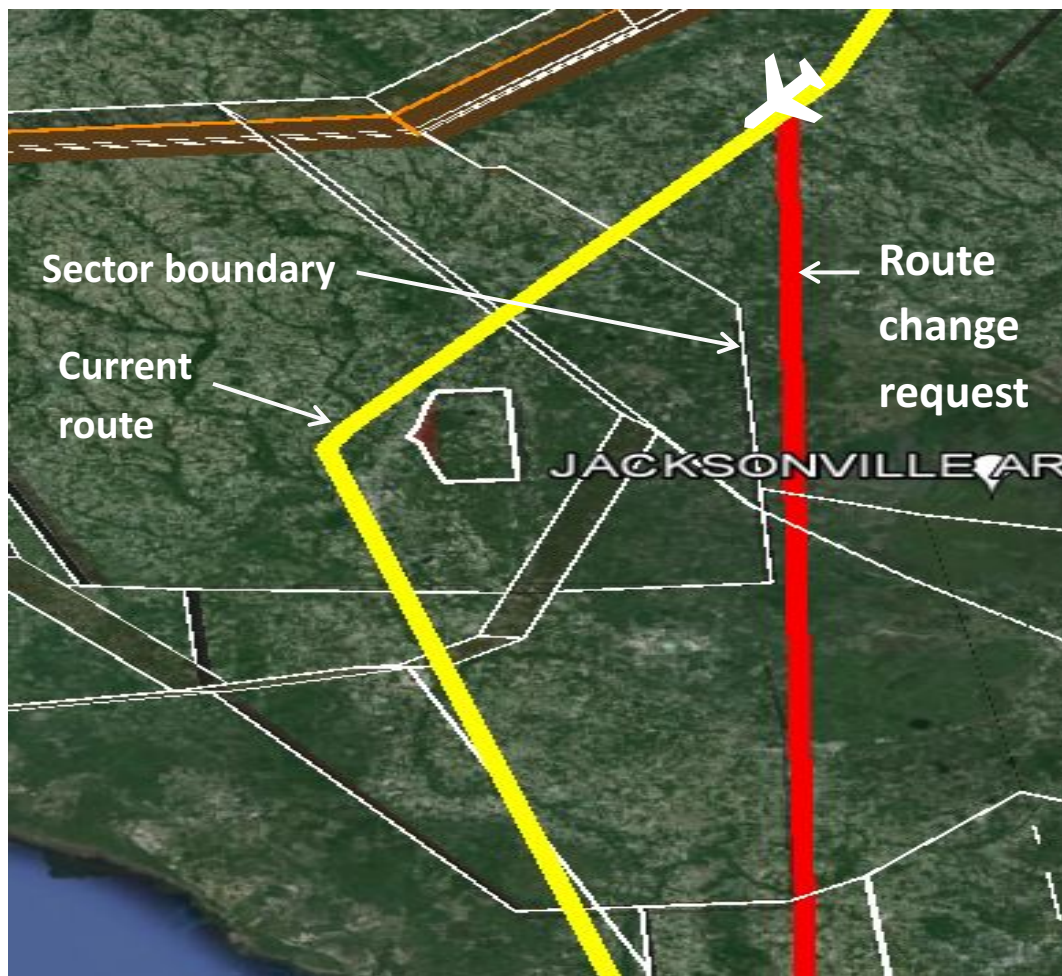 Sector boundary
Route
change
request
Current
route
JACKSONVILLE AR